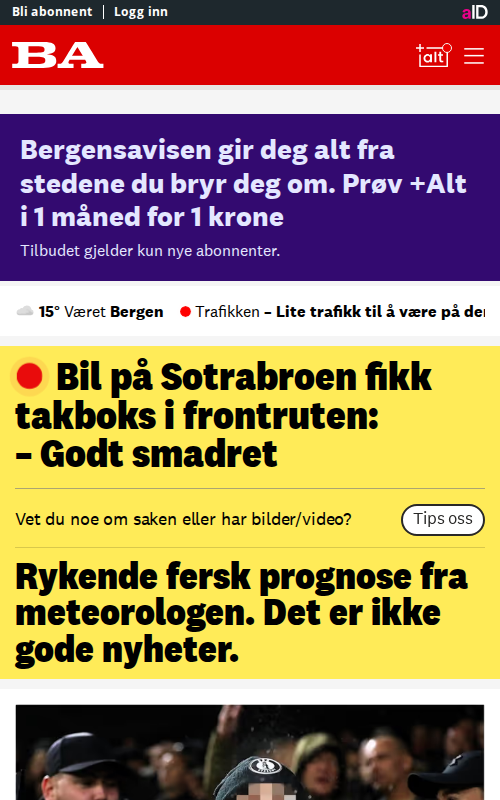 Bli abonnent
Logg inn
aID
BA
+alt
Bergensavisen gir deg alt fra
stedene du bryr deg om. Prøv +Alt
i 1 måned for 1 krone
Tilbudet gjelder kun nye abonnenter.
15° Været Bergen
Trafikken – Lite trafikk til å være på de
Bil på Sotrabroen fikk
takboks i frontruten:
– Godt smadret
Vet du noe om saken eller har bilder/video?
Tips oss
Rykende fersk prognose fra
meteorologen. Det er ikke
gode nyheter.